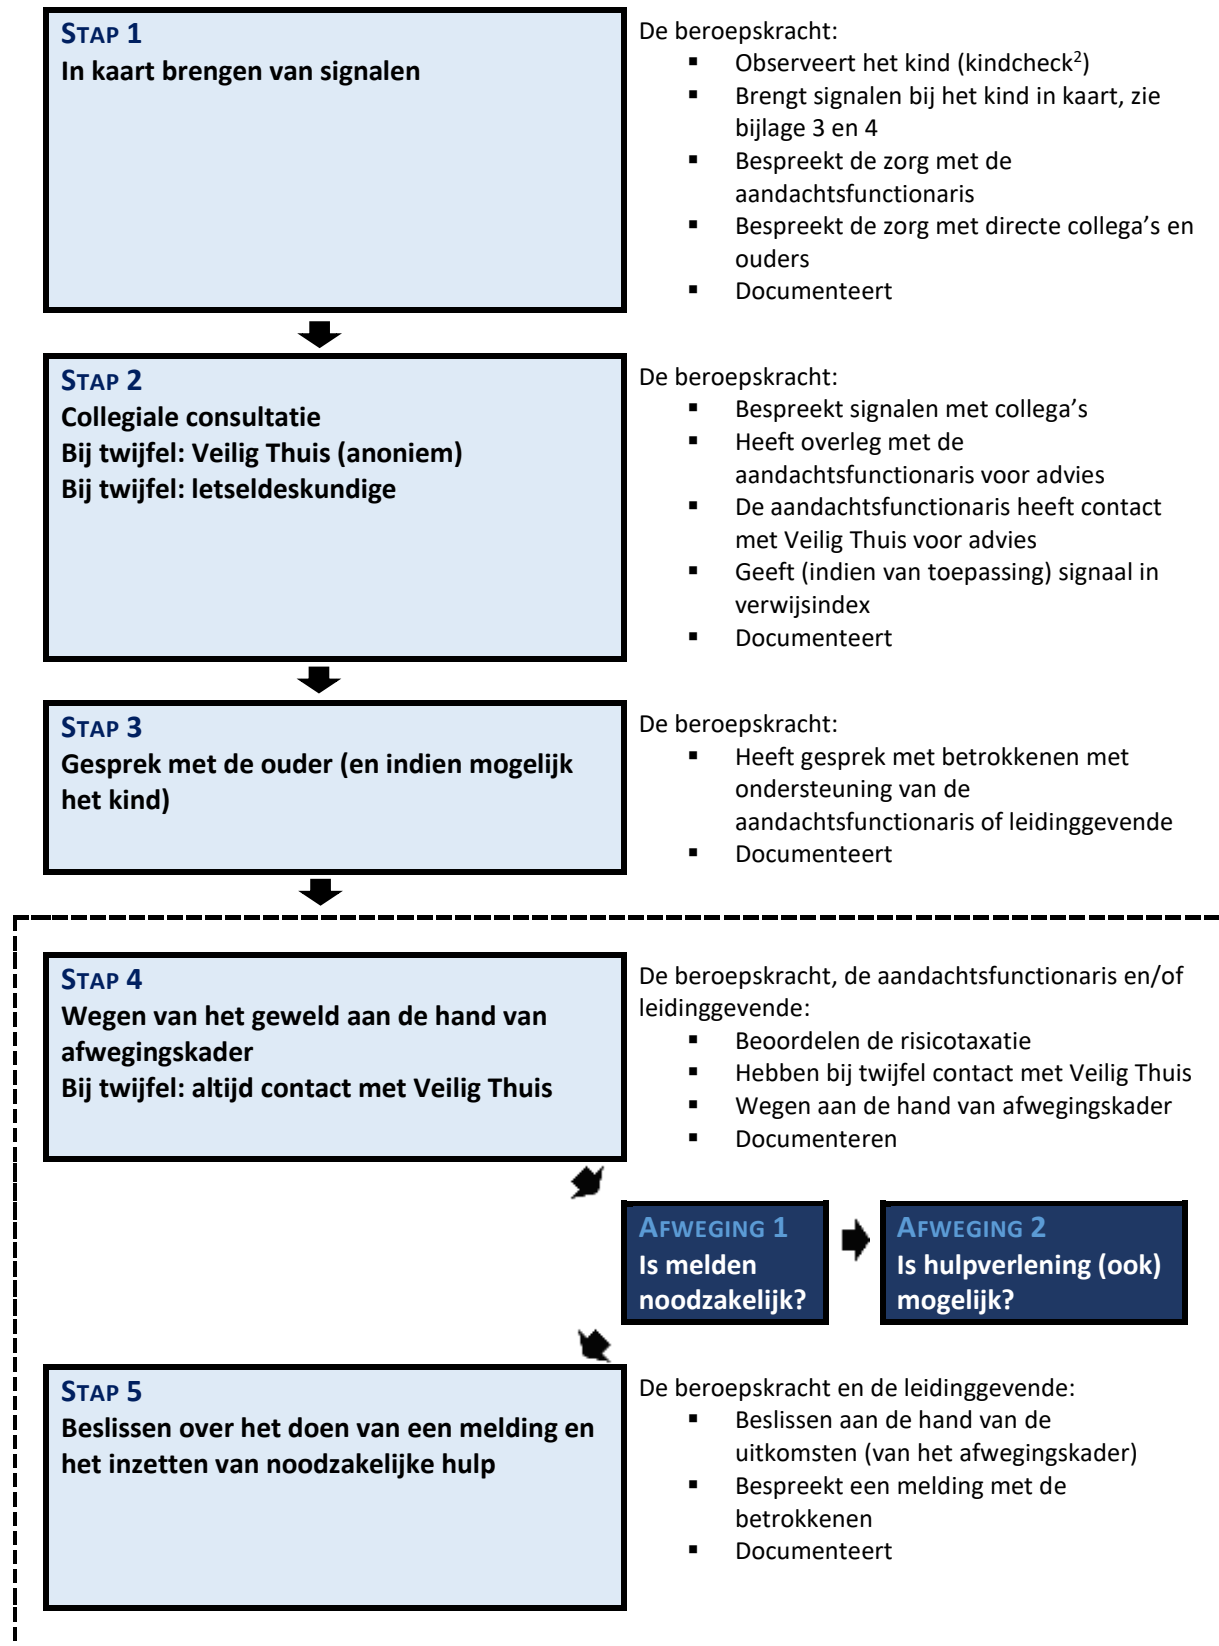 STAP 1
In kaart brengen van signalen
De beroepskracht:
▪ Observeert het kind (kindcheck²)
▪ Brengt signalen bij het kind in kaart, zie
bijlage 3 en 4
▪ Bespreekt de zorg met de
aandachtsfunctionaris
▪ Bespreekt de zorg met directe collega’s en
ouders
▪ Documenteert
STAP 2
Collegiale consultatie
Bij twijfel: Veilig Thuis (anoniem)
Bij twijfel: letseldeskundige
De beroepskracht:
▪ Bespreekt signalen met collega’s
▪ Heeft overleg met de
aandachtsfunctionaris voor advies
▪ De aandachtsfunctionaris heeft contact
met Veilig Thuis voor advies
▪ Geeft (indien van toepassing) signaal in
verwijsindex
▪ Documenteert
STAP 3
Gesprek met de ouder (en indien mogelijk
het kind)
De beroepskracht:
▪ Heeft gesprek met betrokkenen met
ondersteuning van de
aandachtsfunctionaris of leidinggevende
▪ Documenteert
STAP 4
Wegen van het geweld aan de hand van
afwegingskader
Bij twijfel: altijd contact met Veilig Thuis
De beroepskracht, de aandachtsfunctionaris en/of
leidinggevende:
▪ Beoordelen de risicotaxatie
▪ Hebben bij twijfel contact met Veilig Thuis
▪ Wegen aan de hand van afwegingskader
▪ Documenteren
AFWEGING 1
Is melden
noodzakelijk?
AFWEGING 2
Is hulpverlening (ook)
mogelijk?
STAP 5
Beslissen over het doen van een melding en
het inzetten van noodzakelijke hulp
De beroepskracht en de leidinggevende:
▪ Beslissen aan de hand van de
uitkomsten (van het afwegingskader)
▪ Bespreekt een melding met de
betrokkenen
▪ Documenteert